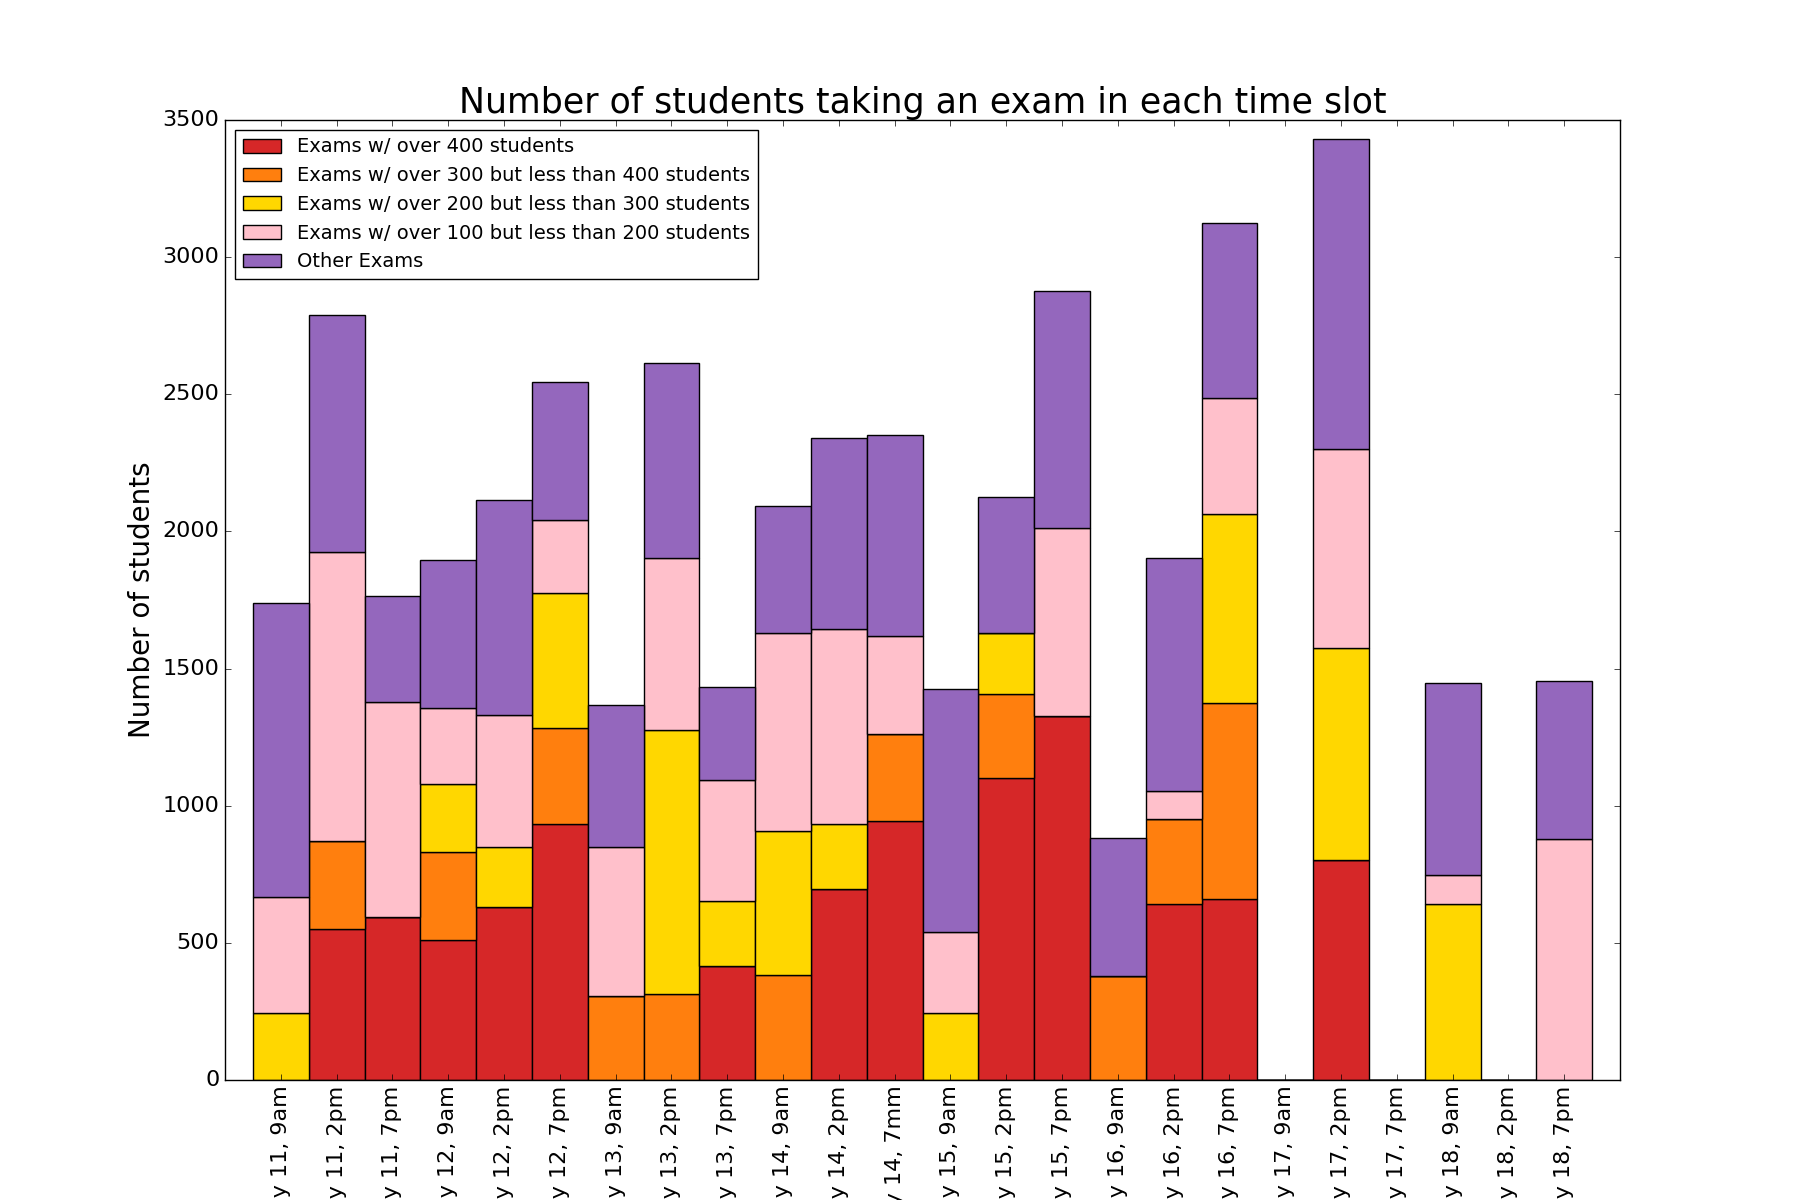 Number of students taking an exam in each time slot
Exams w/ over 400 students
Exams w/ over 300 but less than 400 students
Exams w/ over 200 but less than 300 students
Exams w/ over 100 but less than 200 students
Other Exams
Number of students
3500
3000
2500
2000
1500
1000
500
0
y 11, 9am
y 11, 2pm
y 11, 7pm
y 12, 9am
y 12, 2pm
y 12, 7pm
y 13, 9am
y 13, 2pm
y 13, 7pm
y 14, 9am
y 14, 2pm
y 14, 7mm
y 15, 9am
y 15, 2pm
y 15, 7pm
y 16, 9am
y 16, 2pm
y 16, 7pm
y 17, 9am
y 17, 2pm
y 17, 7pm
y 18, 9am
y 18, 2pm
y 18, 7pm